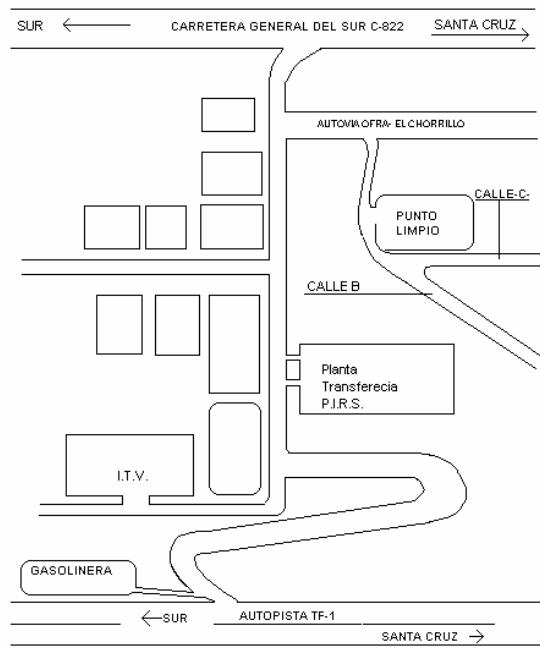 SUR
CARRETERA GENERAL DEL SUR C-822
SANTA CRUZ
AUTOVIA OFRA- EL CHORRILLO
CALLE-C-
PUNTO
LIMPIO
CALLE B
Planta
Transferecia
P.I.R.S.
I.T.V.
GASOLINERA
SUR
AUTOPISTA TF-1
SANTA CRUZ